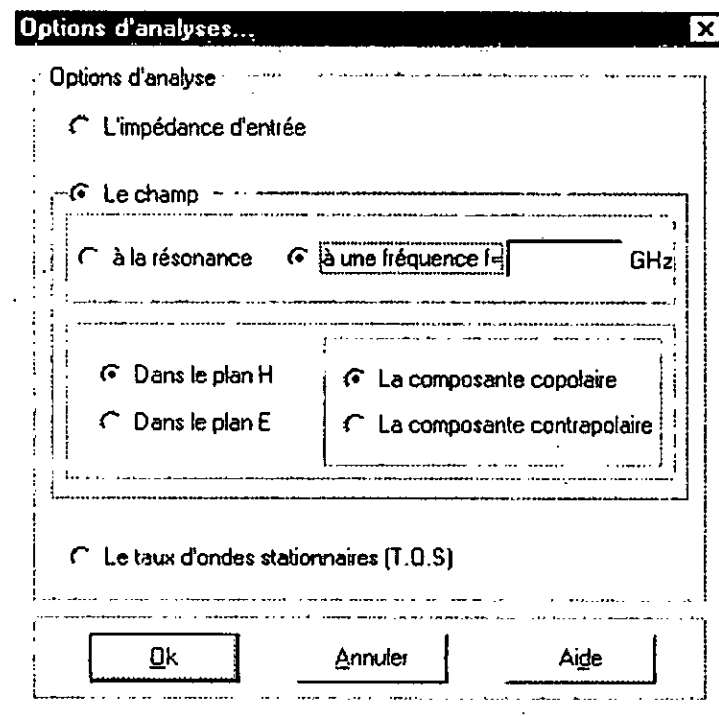 Options d'analyses...
Options d'analyse
L'impédance d'entrée
Le champ
à la résonance à une fréquence f= GHz
Dans le plan H
La composante copolaire
Dans le plan E
La composante contrapolaire
Le taux d'ondes stationnaires (T.O.S)
Ok Annuler Aide